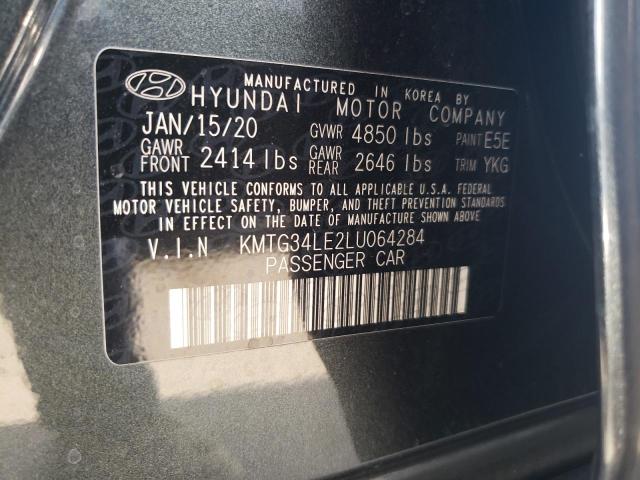 MANUFACTURED IN KOREA BY
HYUNDAI MOTOR COMPANY
JAN/15/20 GVWR 4850 lbs PAINT E5E
GAWR FRONT 2414 lbs GAWR REAR 2646 lbs TRIM YKG
THIS VEHICLE CONFORMS TO ALL APPLICABLE U.S.A. FEDERAL
MOTOR VEHICLE SAFETY, BUMPER, AND THEFT PREVENTION STANDARDS
IN EFFECT ON THE DATE OF MANUFACTURE SHOWN ABOVE
V.I.N KMTG34LE2LU064284
PASSENGER CAR